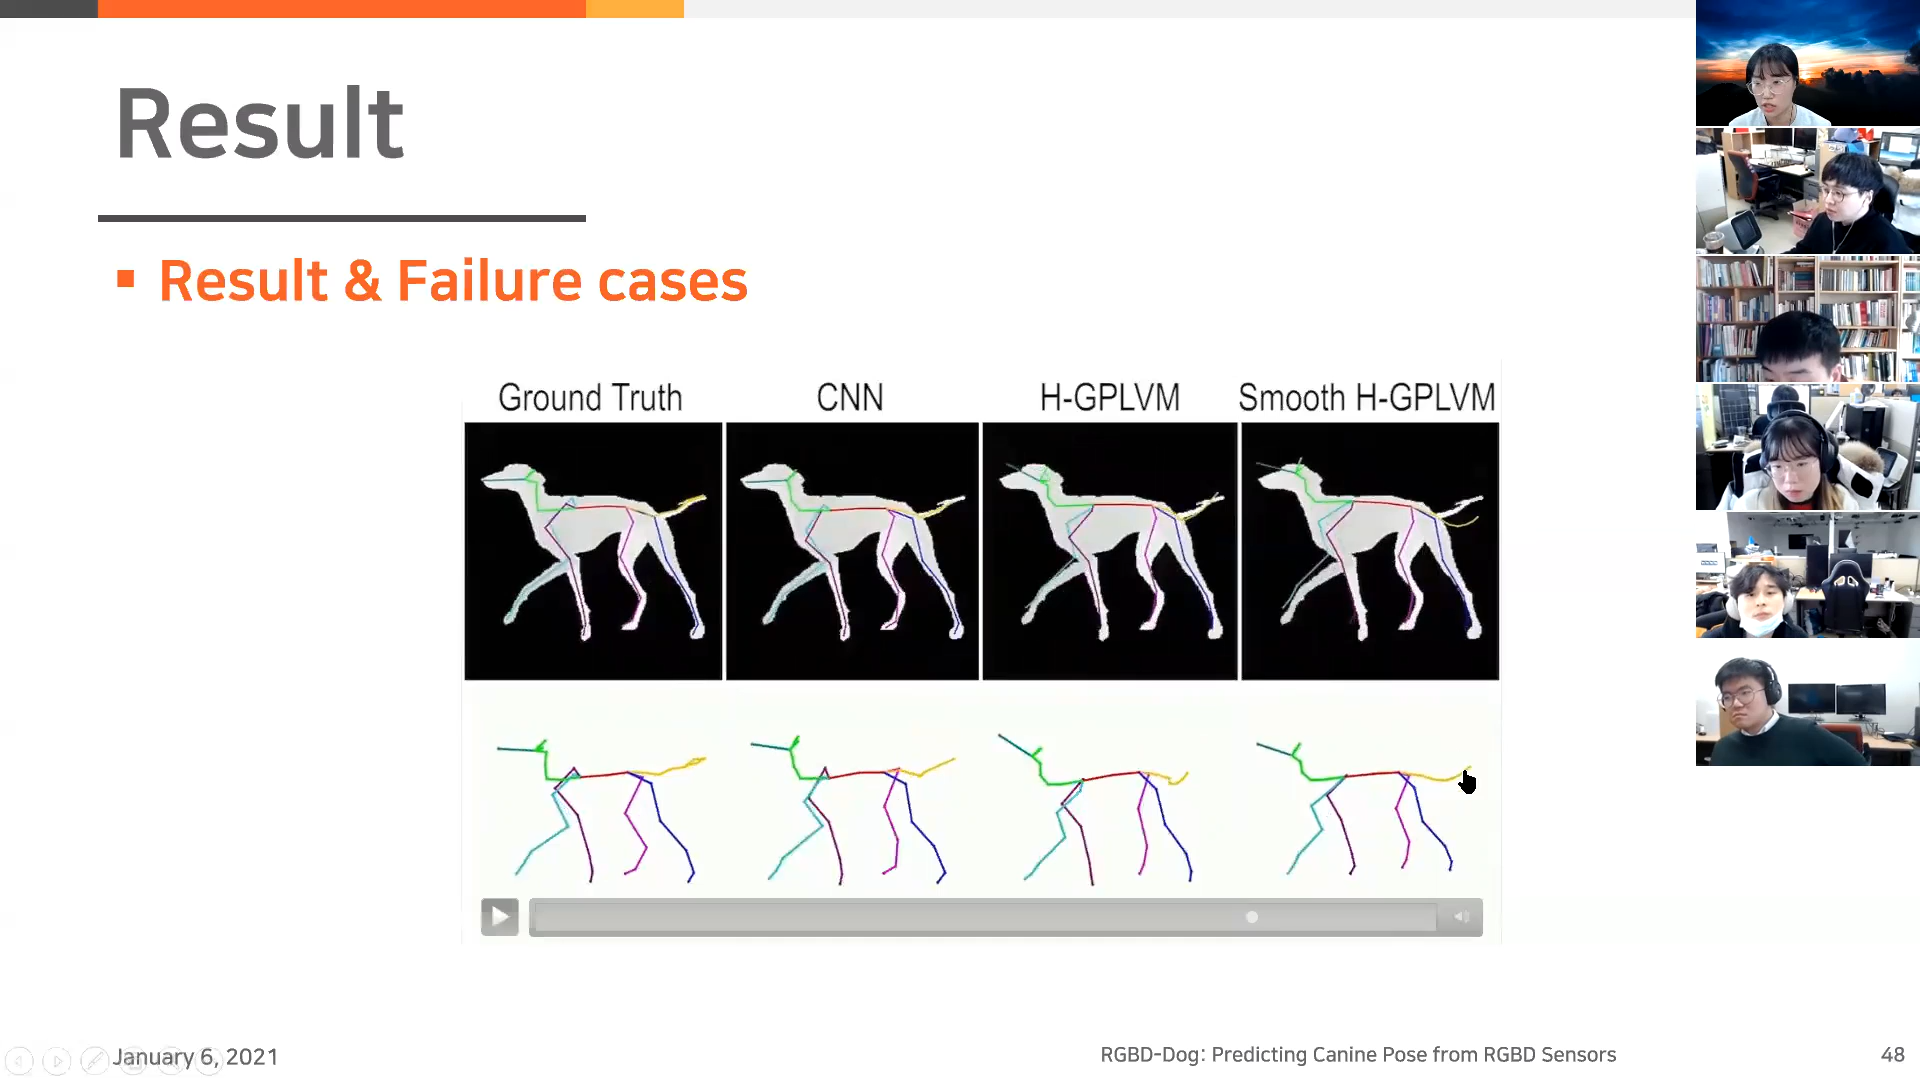 Result
▪ Result & Failure cases
Ground Truth CNN H-GPLVM Smooth H-GPLVM
January 6, 2021 RGBD-Dog: Predicting Canine Pose from RGBD Sensors 48